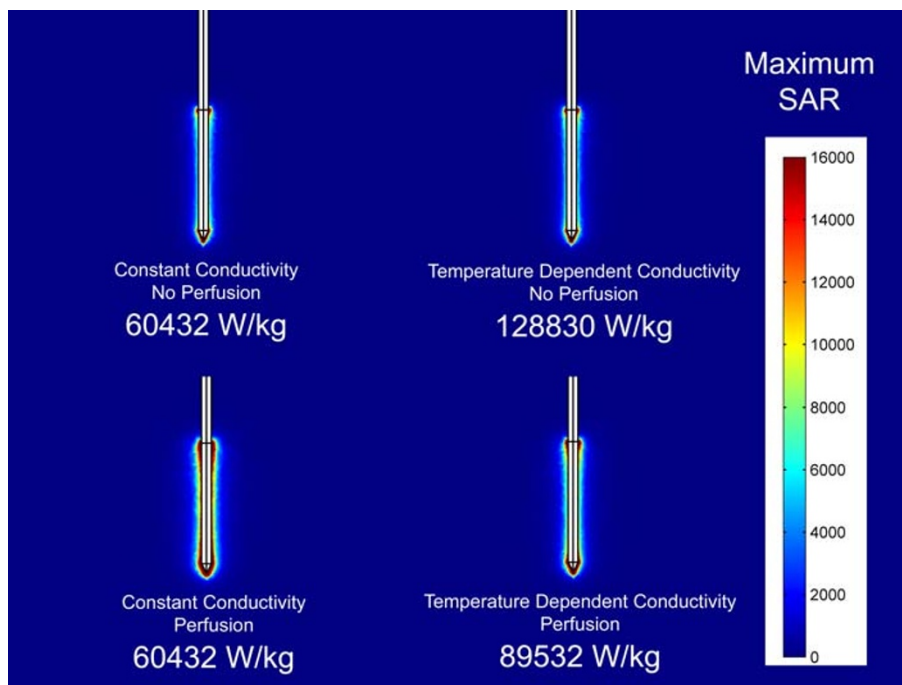 Maximum
SAR
16000
14000
12000
10000
8000
6000
4000
2000
0
Constant Conductivity
No Perfusion
60432 W/kg
Temperature Dependent Conductivity
No Perfusion
128830 W/kg
Constant Conductivity
Perfusion
60432 W/kg
Temperature Dependent Conductivity
Perfusion
89532 W/kg